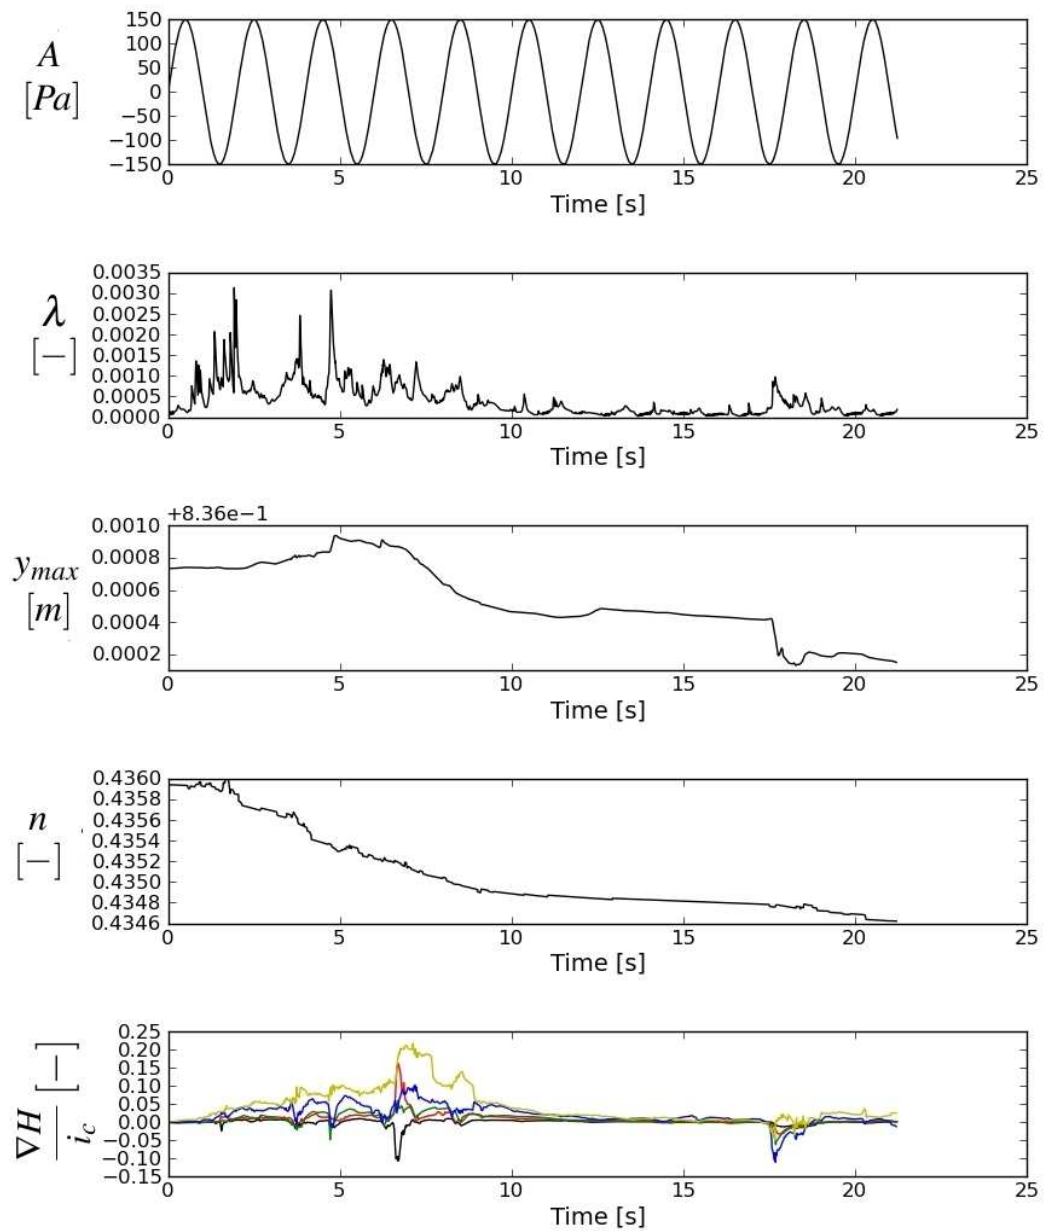 A
[Pa]
150
100
50
0
−50
−100
−150
0 5 10 15 20 25
Time [s]
λ
[−]
0.0035
0.0030
0.0025
0.0020
0.0015
0.0010
0.0005
0.0000
0 5 10 15 20 25
Time [s]
+8.36e−1
y_max
[m]
0.0010
0.0008
0.0006
0.0004
0.0002
0 5 10 15 20 25
Time [s]
n
[−]
0.4360
0.4358
0.4356
0.4354
0.4352
0.4350
0.4348
0.4346
0 5 10 15 20 25
Time [s]
∇H
i_c
[−]
0.25
0.20
0.15
0.10
0.05
0.00
−0.05
−0.10
−0.15
0 5 10 15 20 25
Time [s]